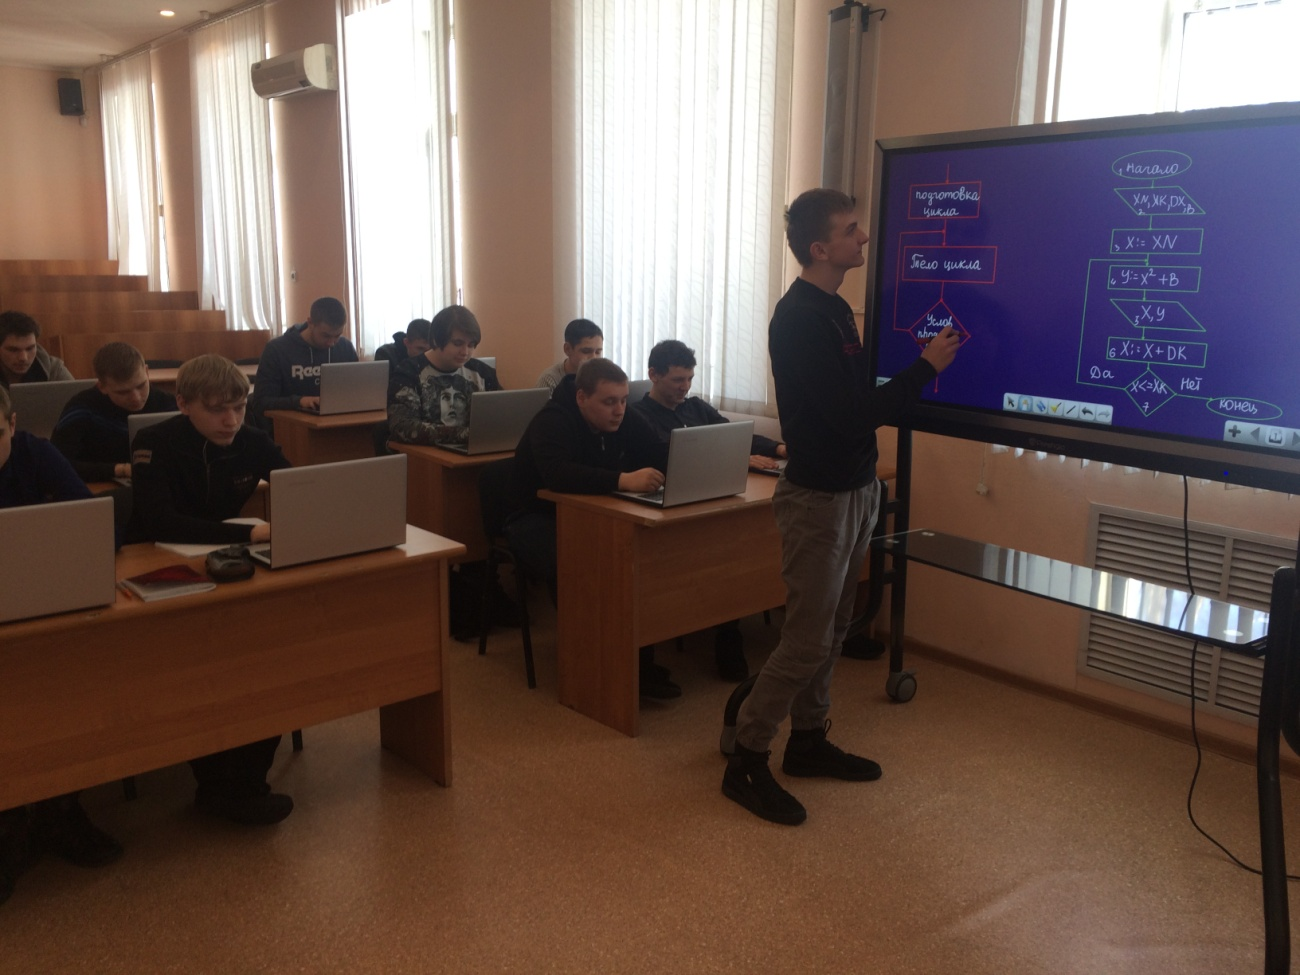 подготовка
цикла
Тело цикла
Услов
1 Начало
XN, XK, DX, B
2
3 X:= XN
4 Y:= X² + B
5 X, Y
6 X:= X + DK
Да
X<=XK
Нет
7
конец
Reebok